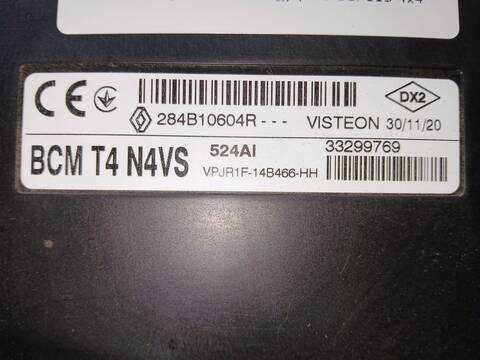 CE DX2
284B10604R--- VISTEON 30/11/20
BCM T4 N4VS 524AI 33299769
VPJR1F-14B466-HH